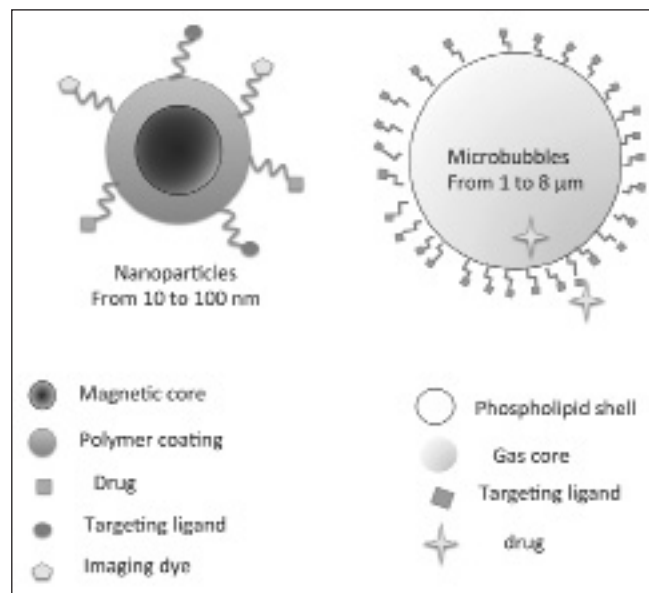 Microbubbles
From 1 to 8 μm
Nanoparticles
From 10 to 100 nm
Magnetic core
Polymer coating
Drug
Targeting ligand
Imaging dye
Phospholipid shell
Gas core
Targeting ligand
drug